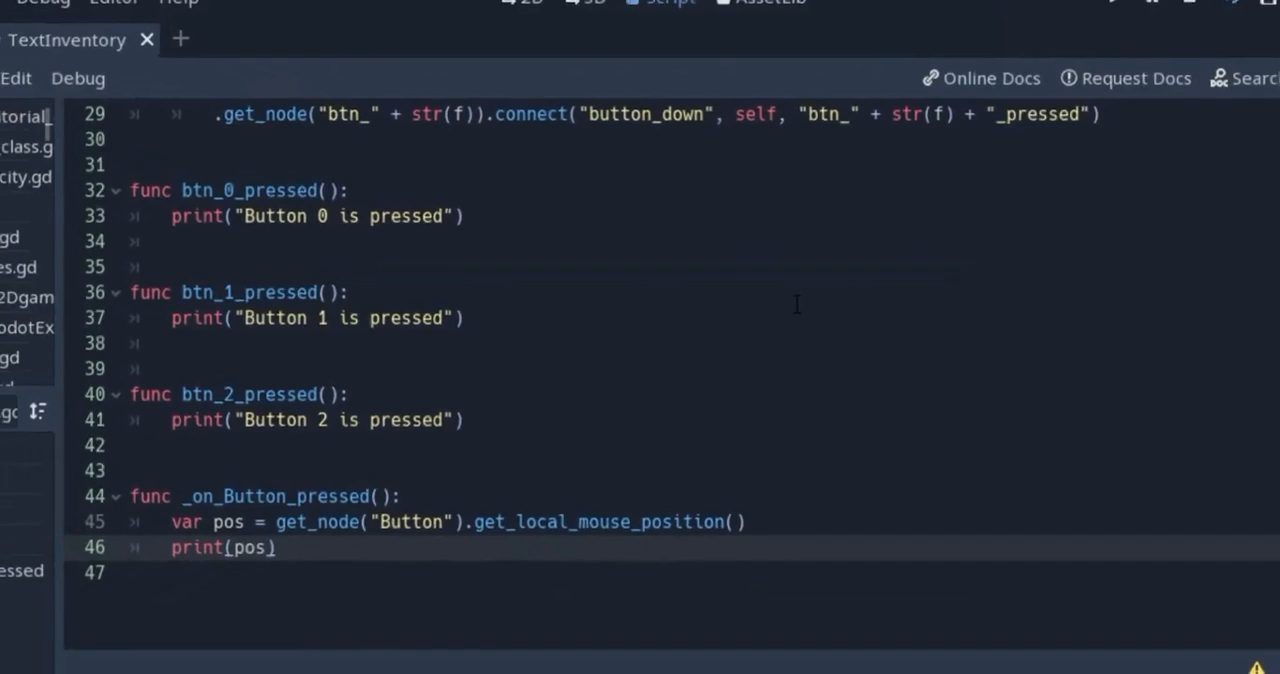 Debug Editor Help 2D 3D Script AssetLib
TextInventory × +
Edit Debug Online Docs Request Docs Searc
29 .get_node("btn_" + str(f)).connect("button_down", self, "btn_" + str(f) + "_pressed")
30
31
32 func btn_0_pressed():
33 print("Button 0 is pressed")
34
35
36 func btn_1_pressed():
37 print("Button 1 is pressed")
38
39
40 func btn_2_pressed():
41 print("Button 2 is pressed")
42
43
44 func _on_Button_pressed():
45 var pos = get_node("Button").get_local_mouse_position()
46 print(pos)
47
itorial_
_class.g
city.gd
gd
es.gd
2Dgam
odotEx
gd
essed